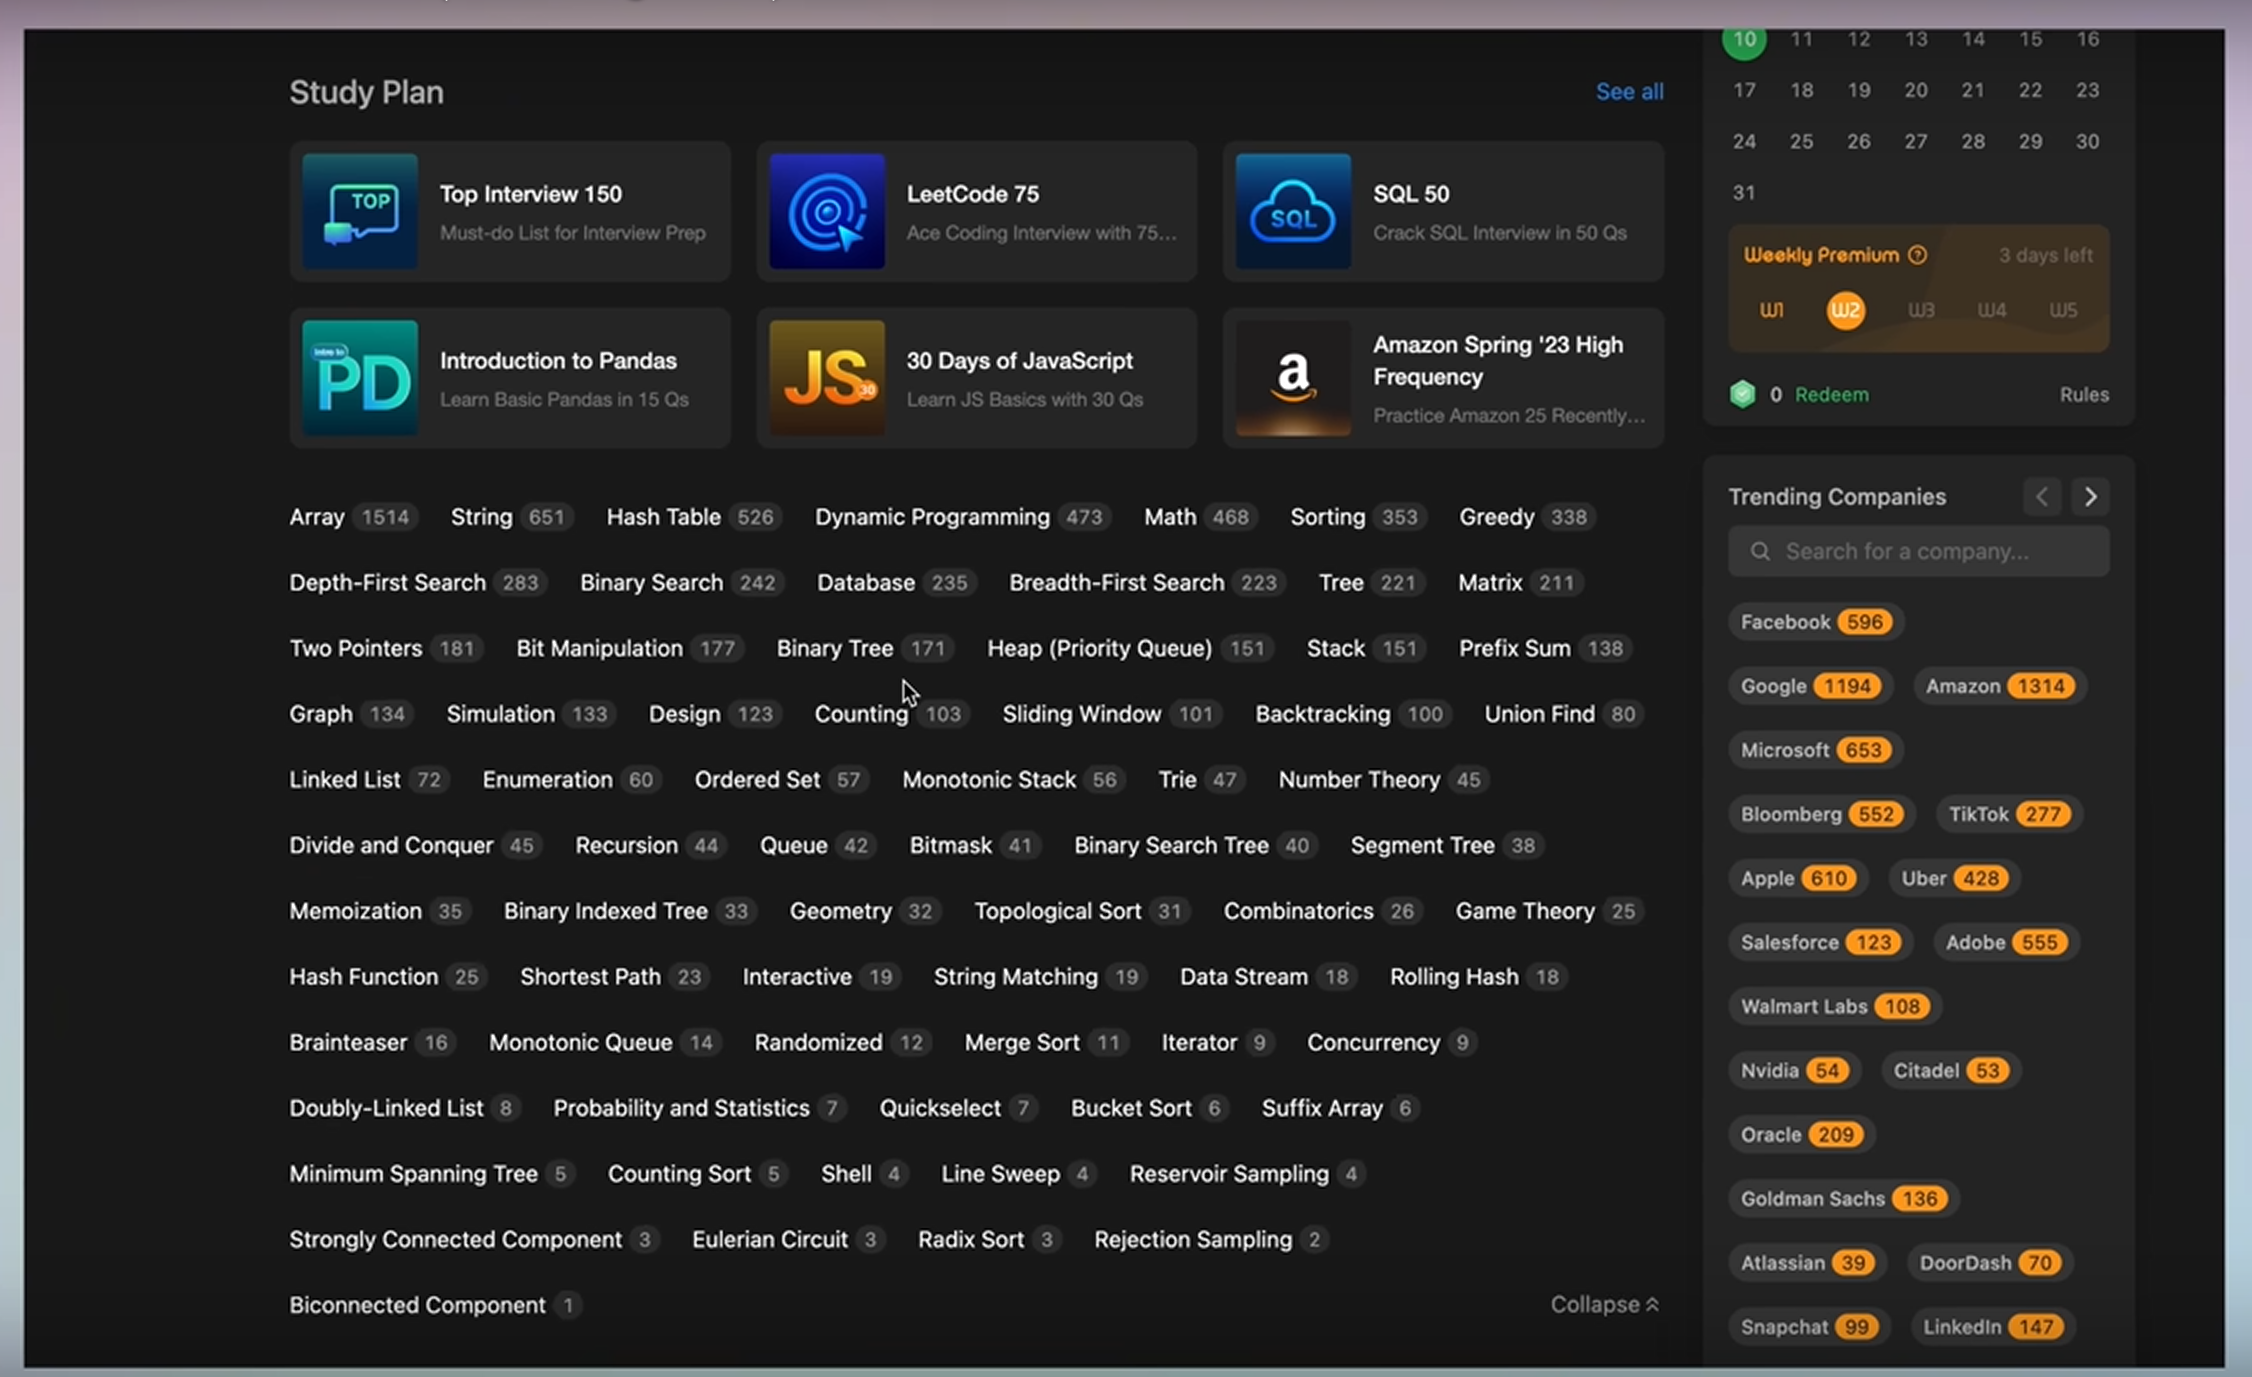 Study Plan
See all
TOP
Top Interview 150
Must-do List for Interview Prep
LeetCode 75
Ace Coding Interview with 75...
SQL
SQL 50
Crack SQL Interview in 50 Qs
Intro to
PD
Introduction to Pandas
Learn Basic Pandas in 15 Qs
JS
30
30 Days of JavaScript
Learn JS Basics with 30 Qs
a
Amazon Spring '23 High
Frequency
Practice Amazon 25 Recently...
Array 1514 String 651 Hash Table 526 Dynamic Programming 473 Math 468 Sorting 353 Greedy 338
Depth-First Search 283 Binary Search 242 Database 235 Breadth-First Search 223 Tree 221 Matrix 211
Two Pointers 181 Bit Manipulation 177 Binary Tree 171 Heap (Priority Queue) 151 Stack 151 Prefix Sum 138
Graph 134 Simulation 133 Design 123 Counting 103 Sliding Window 101 Backtracking 100 Union Find 80
Linked List 72 Enumeration 60 Ordered Set 57 Monotonic Stack 56 Trie 47 Number Theory 45
Divide and Conquer 45 Recursion 44 Queue 42 Bitmask 41 Binary Search Tree 40 Segment Tree 38
Memoization 35 Binary Indexed Tree 33 Geometry 32 Topological Sort 31 Combinatorics 26 Game Theory 25
Hash Function 25 Shortest Path 23 Interactive 19 String Matching 19 Data Stream 18 Rolling Hash 18
Brainteaser 16 Monotonic Queue 14 Randomized 12 Merge Sort 11 Iterator 9 Concurrency 9
Doubly-Linked List 8 Probability and Statistics 7 Quickselect 7 Bucket Sort 6 Suffix Array 6
Minimum Spanning Tree 5 Counting Sort 5 Shell 4 Line Sweep 4 Reservoir Sampling 4
Strongly Connected Component 3 Eulerian Circuit 3 Radix Sort 3 Rejection Sampling 2
Biconnected Component 1
Collapse
10 11 12 13 14 15 16
17 18 19 20 21 22 23
24 25 26 27 28 29 30
31
Weekly Premium ? 3 days left
W1 W2 W3 W4 W5
0 Redeem Rules
Trending Companies
Search for a company...
Facebook 596
Google 1194 Amazon 1314
Microsoft 653
Bloomberg 552 TikTok 277
Apple 610 Uber 428
Salesforce 123 Adobe 555
Walmart Labs 108
Nvidia 54 Citadel 53
Oracle 209
Goldman Sachs 136
Atlassian 39 DoorDash 70
Snapchat 99 LinkedIn 147